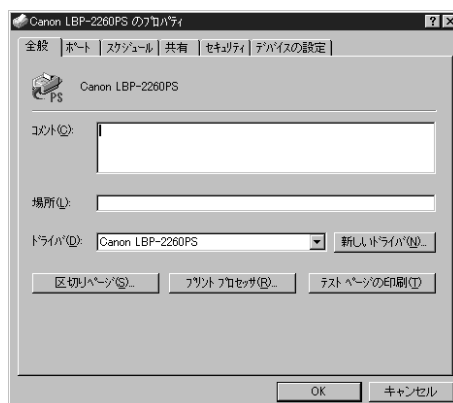 Canon LBP-2260PS のﾌﾟﾛﾊﾟﾃｨ
全般 ﾎﾟｰﾄ ｽｹｼﾞｭｰﾙ 共有 ｾｷｭﾘﾃｨ ﾃﾞﾊﾞｲｽの設定
PS
Canon LBP-2260PS
ｺﾒﾝﾄ(C):
場所(L):
ﾄﾞﾗｲﾊﾞ(D): Canon LBP-2260PS 新しいﾄﾞﾗｲﾊﾞ(N)...
区切りﾍﾟｰｼﾞ(S)... ﾌﾟﾘﾝﾄ ﾌﾟﾛｾｯｻ(R)... ﾃｽﾄ ﾍﾟｰｼﾞの印刷(T)
OK キャンセル